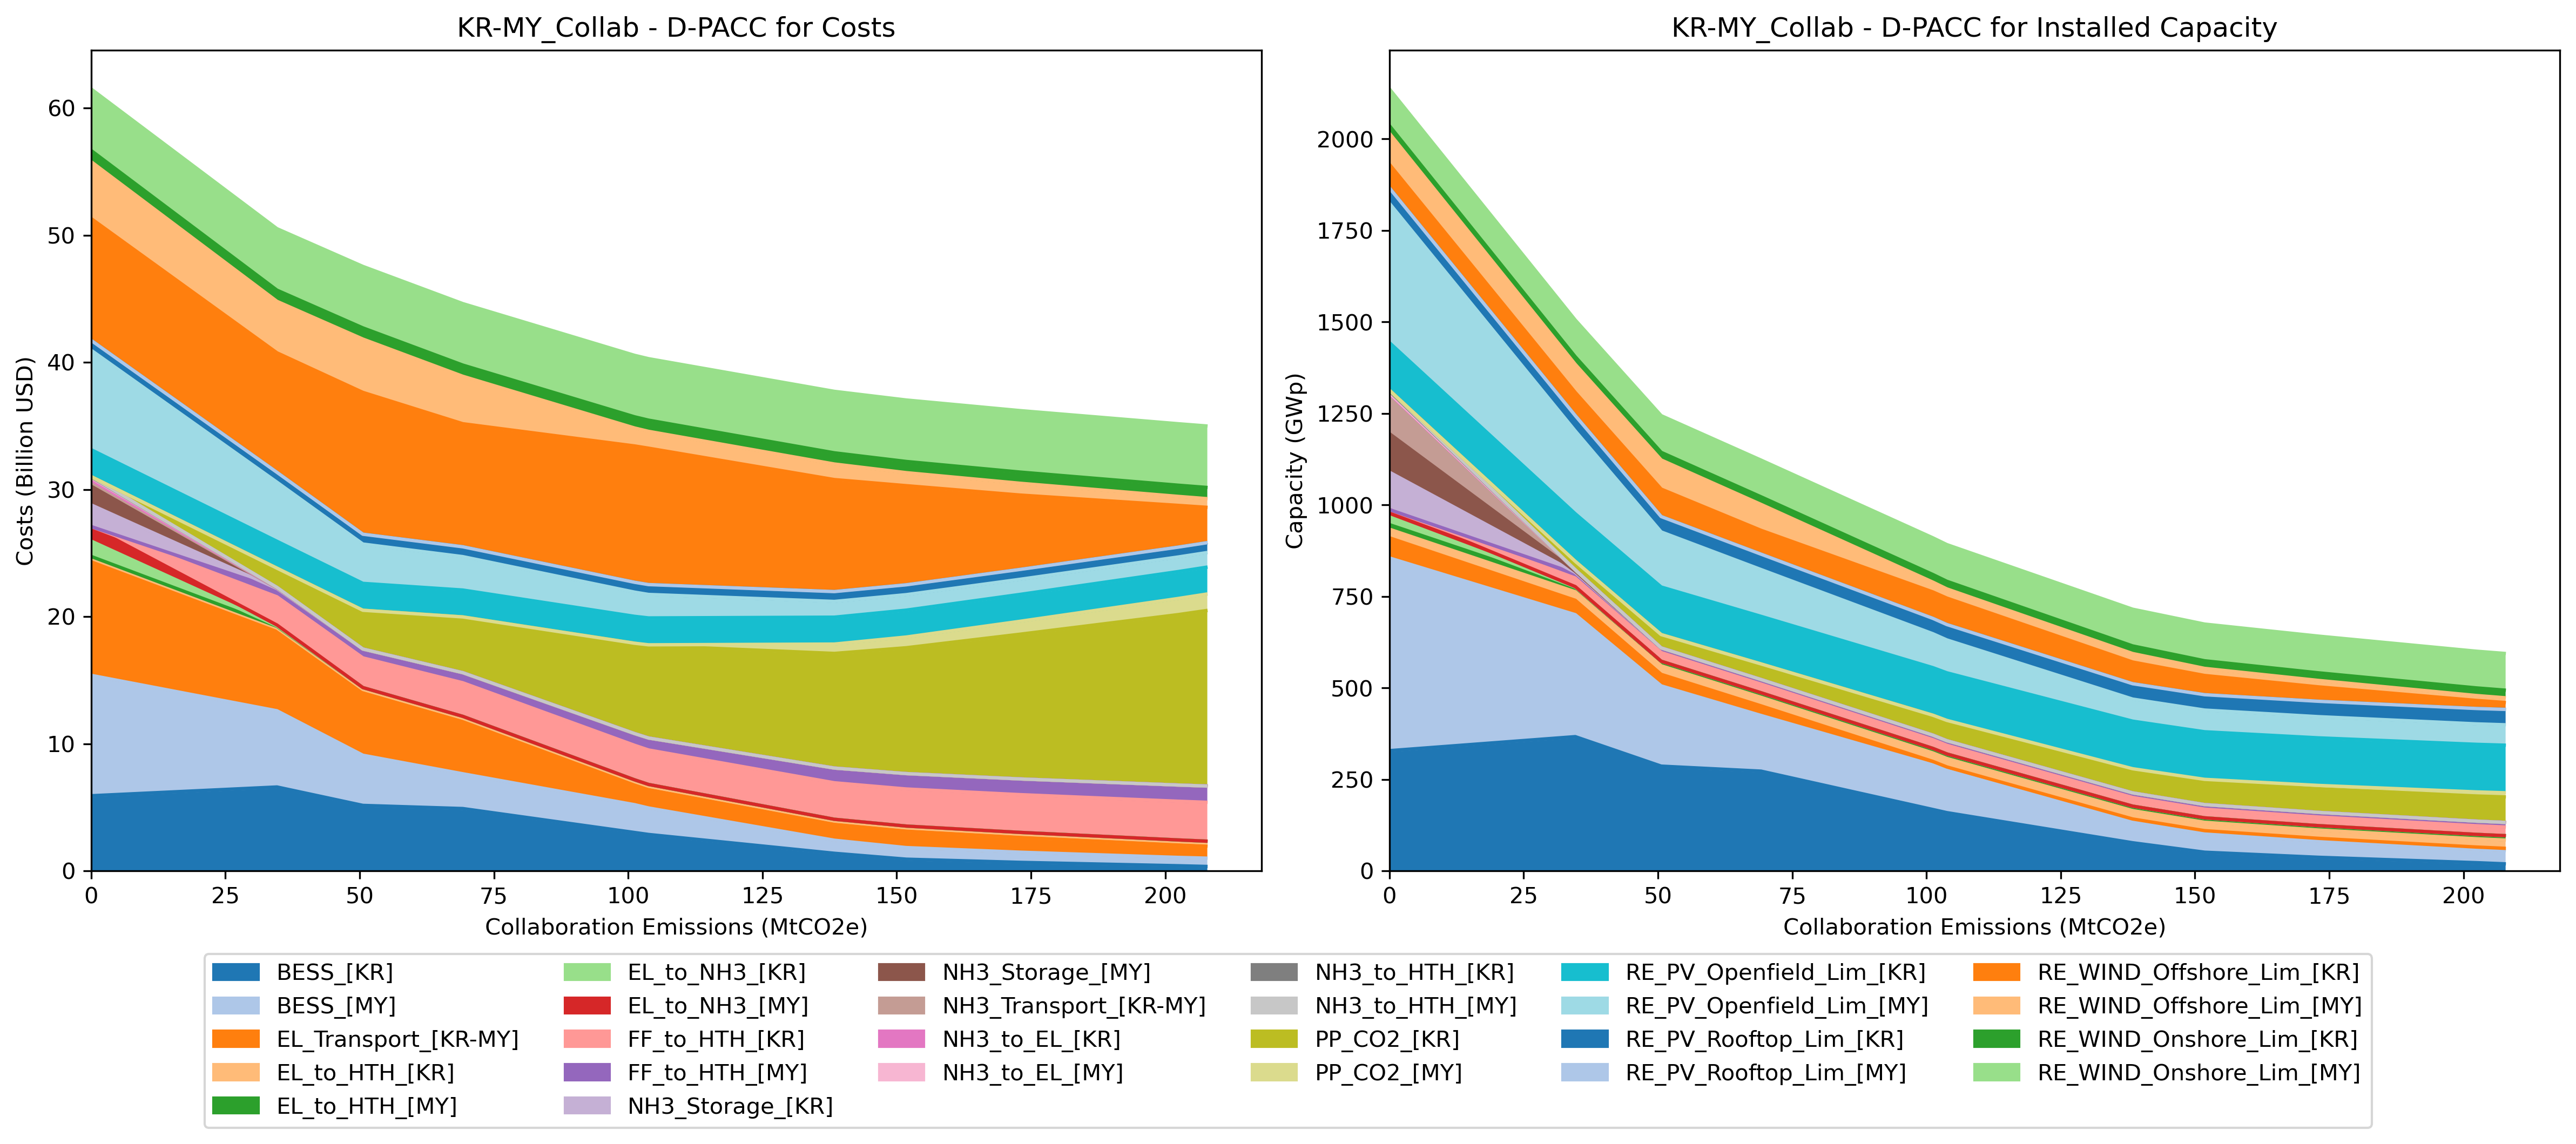 KR-MY_Collab - D-PACC for Costs
Costs (Billion USD)
60
50
40
30
20
10
0
0 25 50 75 100 125 150 175 200
Collaboration Emissions (MtCO2e)
KR-MY_Collab - D-PACC for Installed Capacity
Capacity (GWp)
2000
1750
1500
1250
1000
750
500
250
0
0 25 50 75 100 125 150 175 200
Collaboration Emissions (MtCO2e)
BESS_[KR]
BESS_[MY]
EL_Transport_[KR-MY]
EL_to_HTH_[KR]
EL_to_HTH_[MY]
EL_to_NH3_[KR]
EL_to_NH3_[MY]
FF_to_HTH_[KR]
FF_to_HTH_[MY]
NH3_Storage_[KR]
NH3_Storage_[MY]
NH3_Transport_[KR-MY]
NH3_to_EL_[KR]
NH3_to_EL_[MY]
NH3_to_HTH_[KR]
NH3_to_HTH_[MY]
PP_CO2_[KR]
PP_CO2_[MY]
RE_PV_Openfield_Lim_[KR]
RE_PV_Openfield_Lim_[MY]
RE_PV_Rooftop_Lim_[KR]
RE_PV_Rooftop_Lim_[MY]
RE_WIND_Offshore_Lim_[KR]
RE_WIND_Offshore_Lim_[MY]
RE_WIND_Onshore_Lim_[KR]
RE_WIND_Onshore_Lim_[MY]